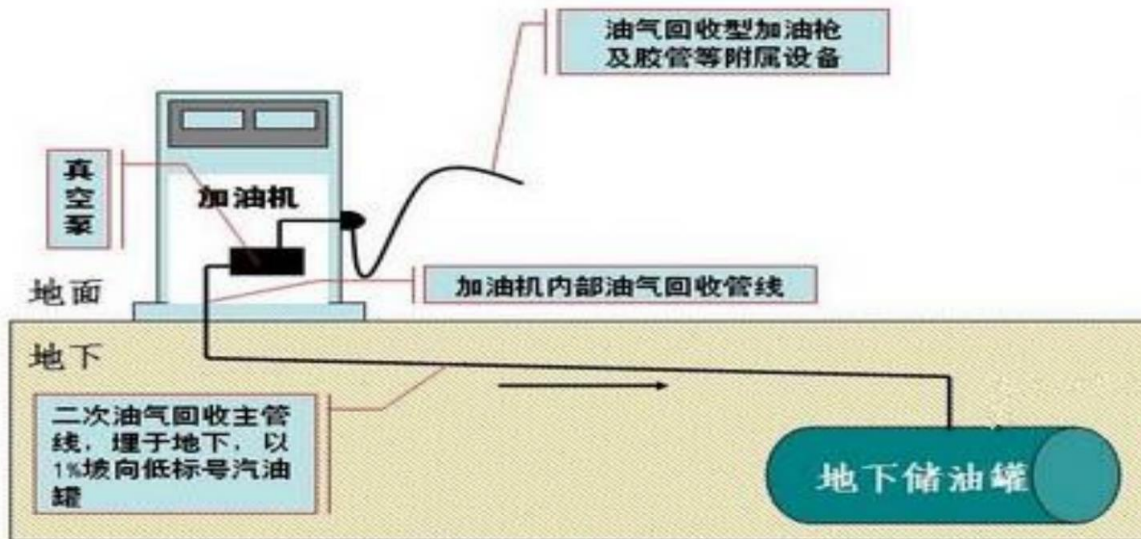 油气回收型加油枪
及胶管等附属设备
真
空
泵
加油机
加油机内部油气回收管线
地面
地下
二次油气回收主管
线，埋于地下，以
1%坡向低标号汽油
罐
地下储油罐